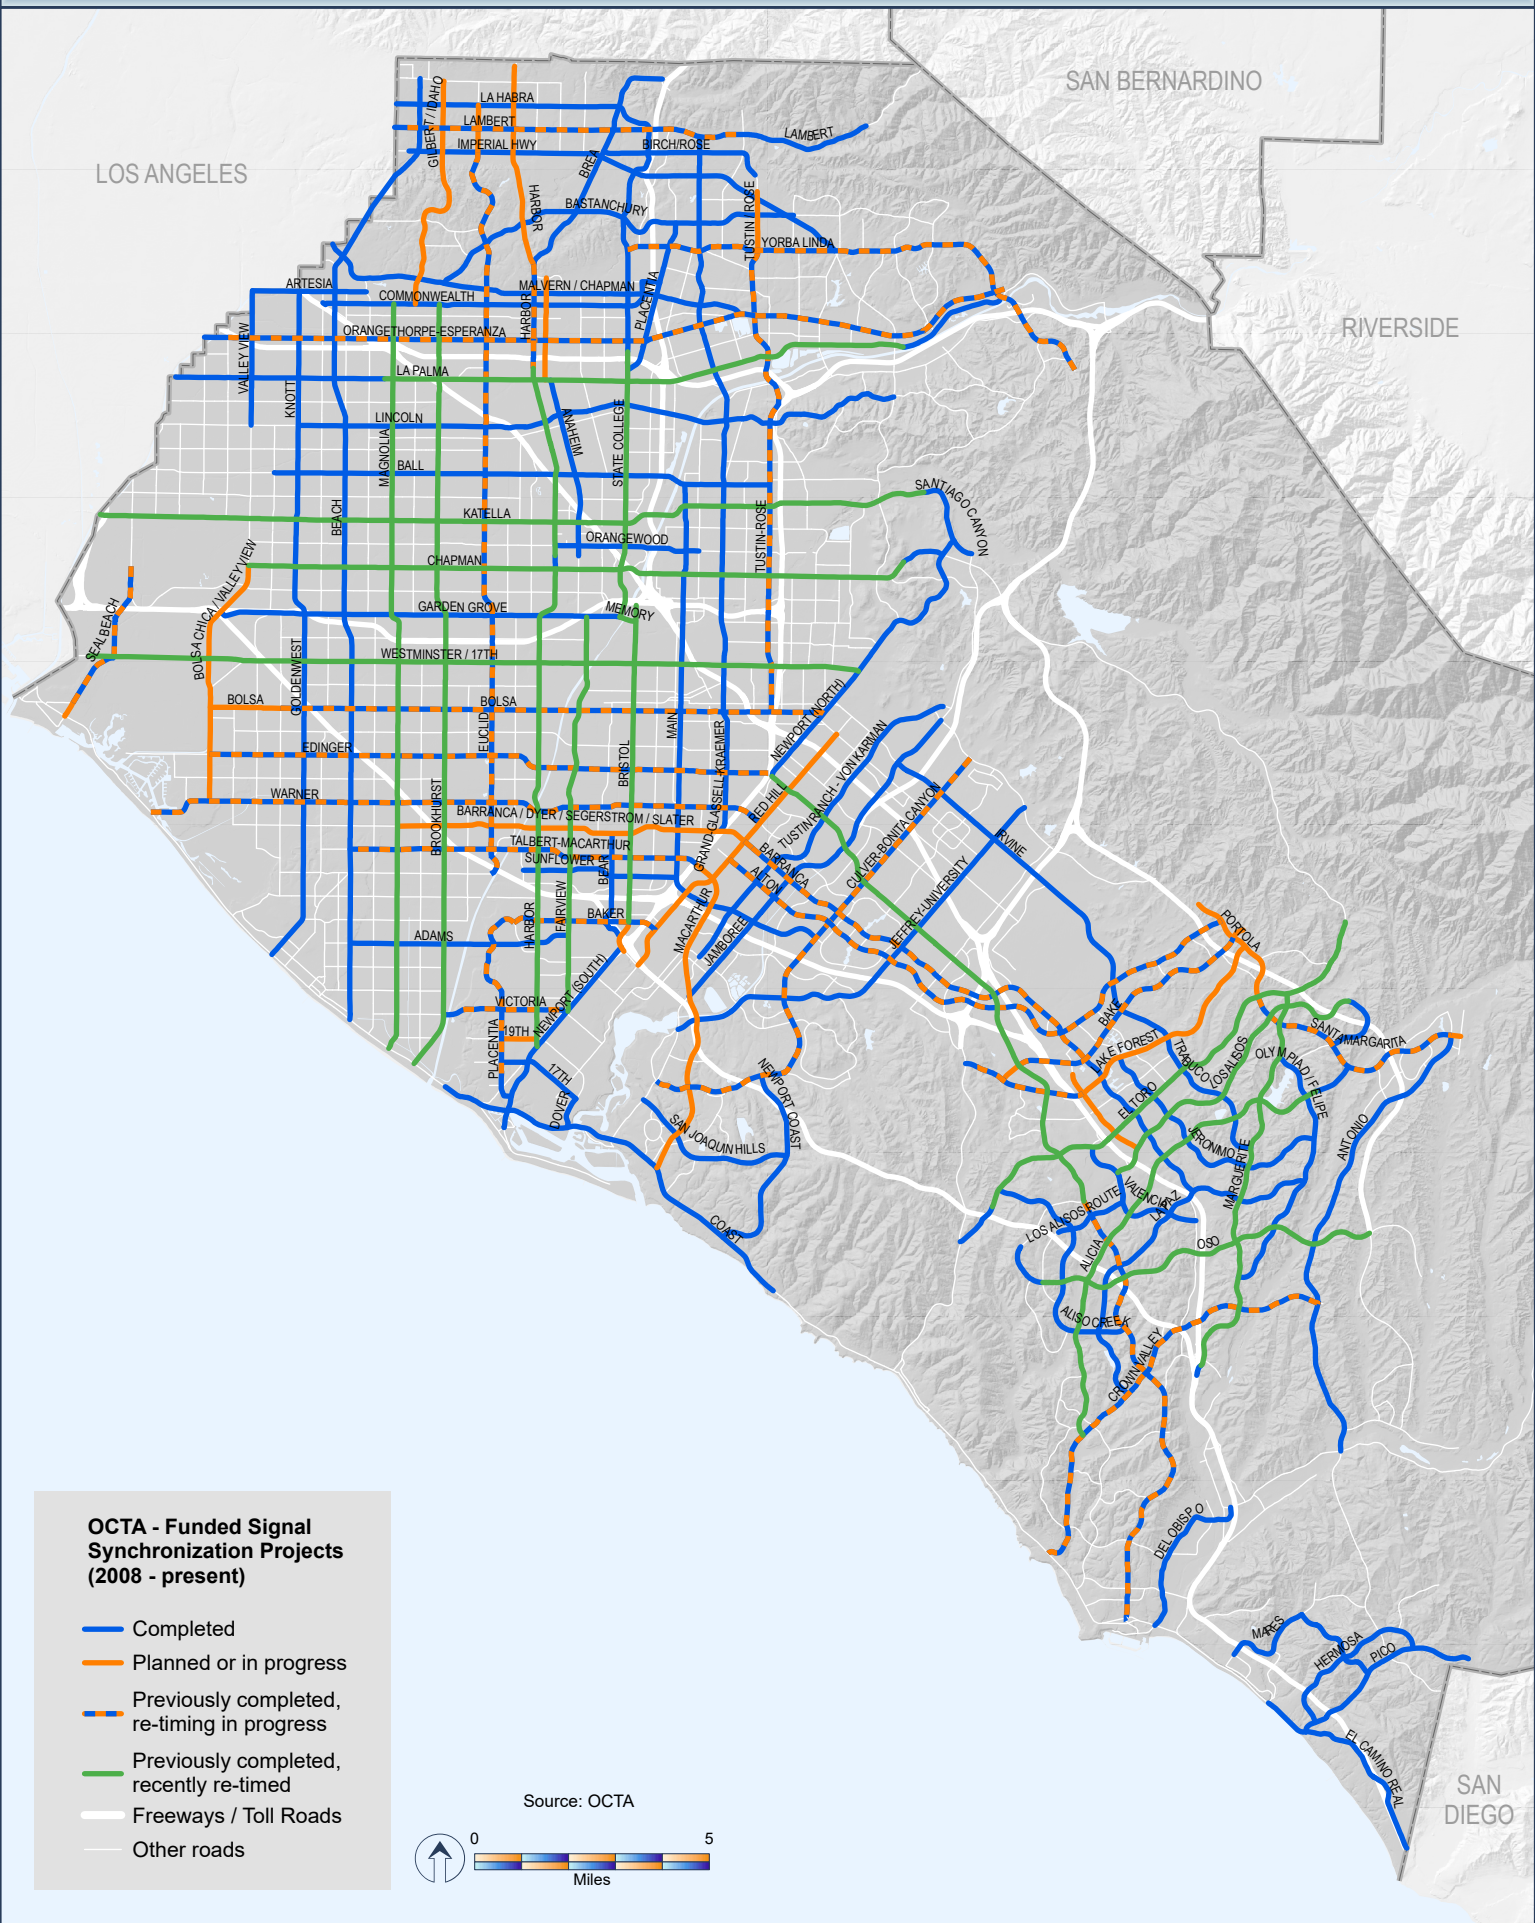 SAN BERNARDINO
LOS ANGELES
RIVERSIDE
GILBERT / IDAHO
LA HABRA
LAMBERT
LAMBERT
IMPERIAL HWY
BIRCH/ROSE
BREA
HARBOR
BASTANCHURY
TUSTIN / ROSE
YORBA LINDA
ARTESIA
COMMONWEALTH
MALVERN / CHAPMAN
PLACENTIA
HARBOR
ORANGETHORPE-ESPERANZA
VALLEY VIEW
LA PALMA
KNOTT
LINCOLN
ANAHEIM
STATE COLLEGE
MAGNOLIA
BALL
SANTIAGO CANYON
BEACH
KATELLA
TUSTIN-ROSE
ORANGEWOOD
CHAPMAN
BOLSA CHICA / VALLEY VIEW
SEAL BEACH
GARDEN GROVE
MEMORY
WESTMINSTER / 17TH
GOLDENWEST
BOLSA
BOLSA
NEWPORT (NORTH)
EUCLID
MAIN
EDINGER
BRISTOL
GRAND-GLASSELL-KRAEMER
TUSTIN RANCH - VON KARMAN
WARNER
BROOKHURST
BARRANCA / DYER / SEGERSTROM / SLATER
RED HILL
CULVER-BONITA CANYON
TALBERT-MACARTHUR
SUNFLOWER
BEAR
BARRANCA
ALTON
IRVINE
FAIRVIEW
HARBOR
BAKER
MACARTHUR
JAMBOREE
JEFFREY-UNIVERSITY
ADAMS
PORTOLA
VICTORIA
NEWPORT (SOUTH)
19TH
PLACENTIA
BAKE
SANTA MARGARITA
LAKE FOREST
TRABUCO
LOS ALISOS
OLYMPIAD / FELIPE
17TH
DOVER
NEWPORT COAST
EL TORO
SAN JOAQUIN HILLS
JERONIMO
MARGUERITE
ANTONIO
VALENCIA
LA PAZ
LOS ALISOS ROUTE
COAST
ALICIA
OSO
ALISO CREEK
CROWN VALLEY
DEL OBISPO
MARES
HERMOSA
PICO
EL CAMINO REAL
SAN
DIEGO
OCTA - Funded Signal
Synchronization Projects
(2008 - present)
Completed
Planned or in progress
Previously completed,
re-timing in progress
Previously completed,
recently re-timed
Freeways / Toll Roads
Other roads
Source: OCTA
0 5
Miles